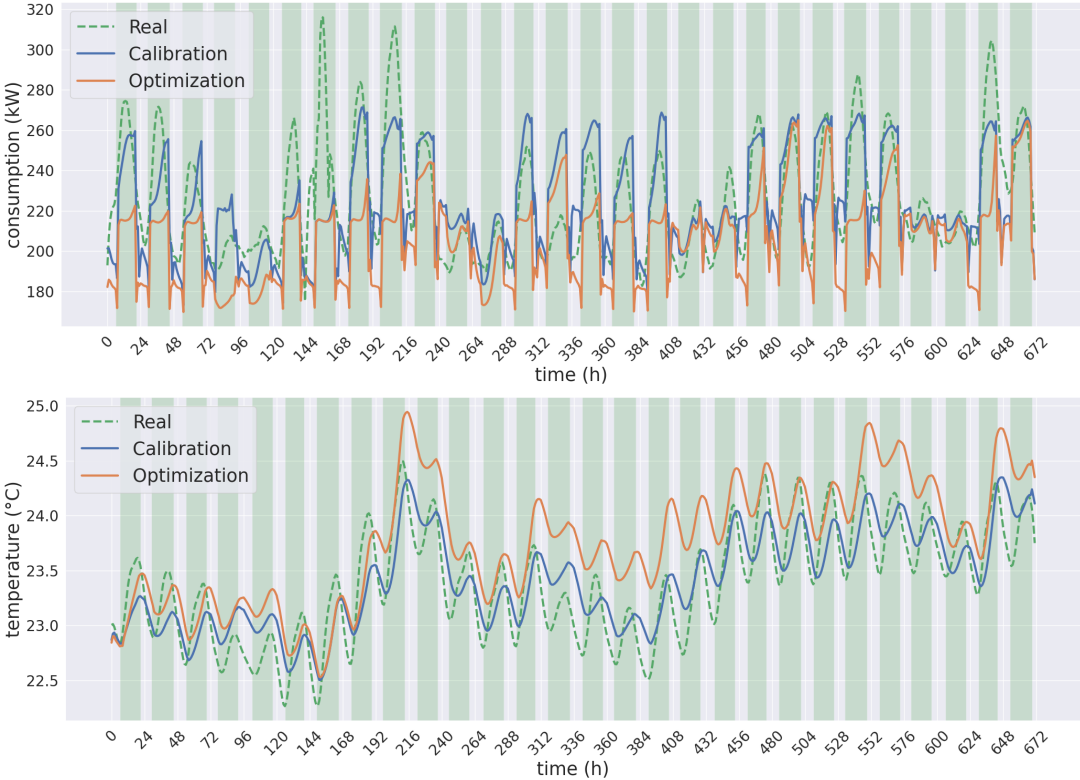 320
300
280
260
240
220
200
180
consumption (kW)
Real
Calibration
Optimization
0 24 48 72 96 120 144 168 192 216 240 264 288 312 336 360 384 408 432 456 480 504 528 552 576 600 624 648 672
time (h)
25.0
24.5
24.0
23.5
23.0
22.5
temperature (°C)
Real
Calibration
Optimization
0 24 48 72 96 120 144 168 192 216 240 264 288 312 336 360 384 408 432 456 480 504 528 552 576 600 624 648 672
time (h)